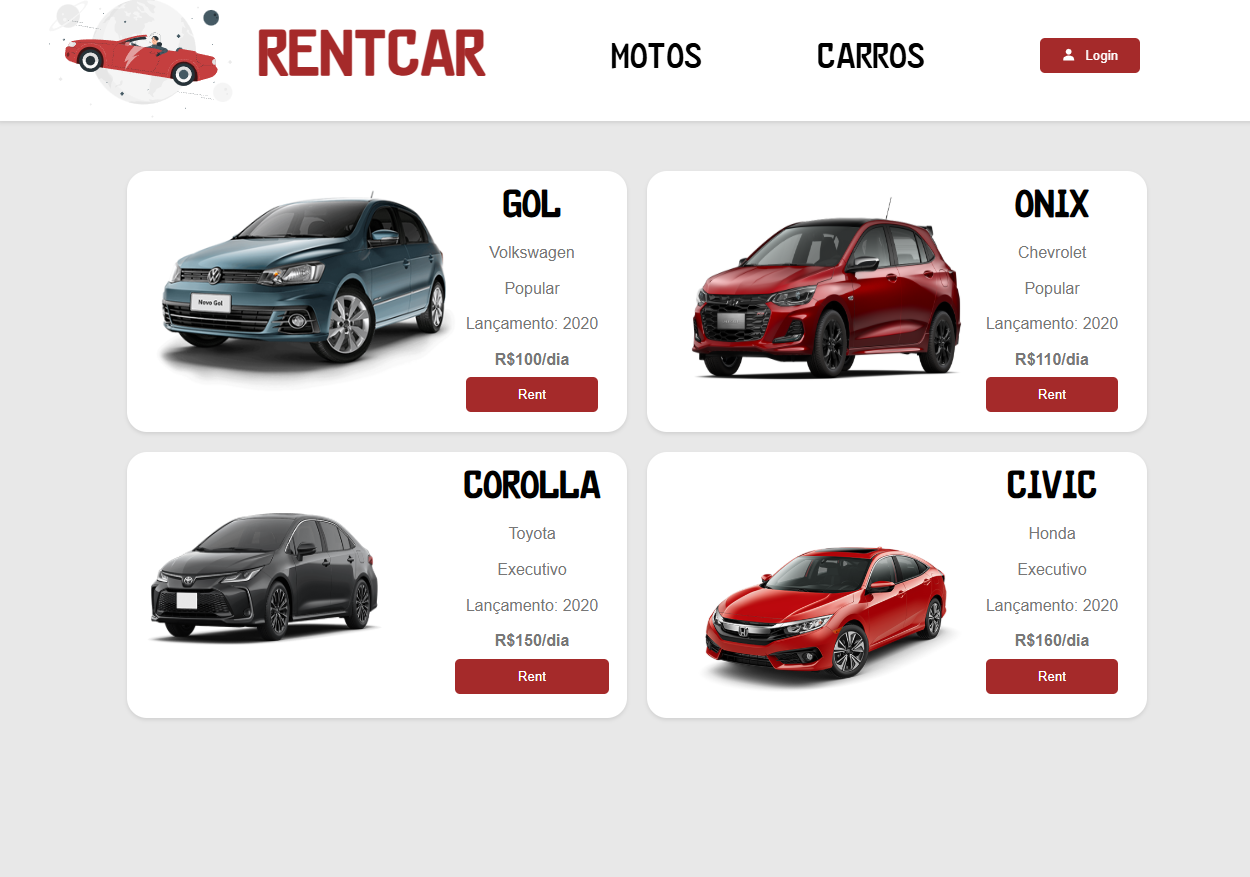 RENTCAR
MOTOS
CARROS
Login
GOL
Volkswagen
Popular
Lançamento: 2020
R$100/dia
Rent
Novo Gol
ONIX
Chevrolet
Popular
Lançamento: 2020
R$110/dia
Rent
COROLLA
Toyota
Executivo
Lançamento: 2020
R$150/dia
Rent
CIVIC
Honda
Executivo
Lançamento: 2020
R$160/dia
Rent